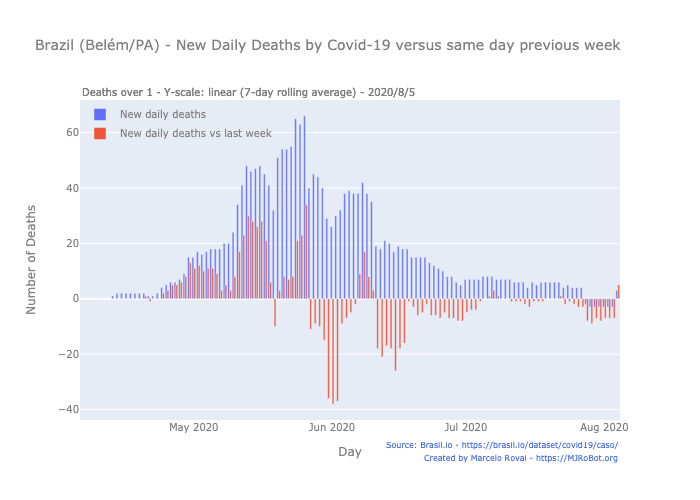 Brazil (Belém/PA) - New Daily Deaths by Covid-19 versus same day previous week
Deaths over 1 - Y-scale: linear (7-day rolling average) - 2020/8/5
New daily deaths
New daily deaths vs last week
60
40
20
0
−20
−40
Number of Deaths
May 2020
Jun 2020
Jul 2020
Aug 2020
Day
Source: Brasil.io - https://brasil.io/dataset/covid19/caso/
Created by Marcelo Rovai - https://MJRoBot.org